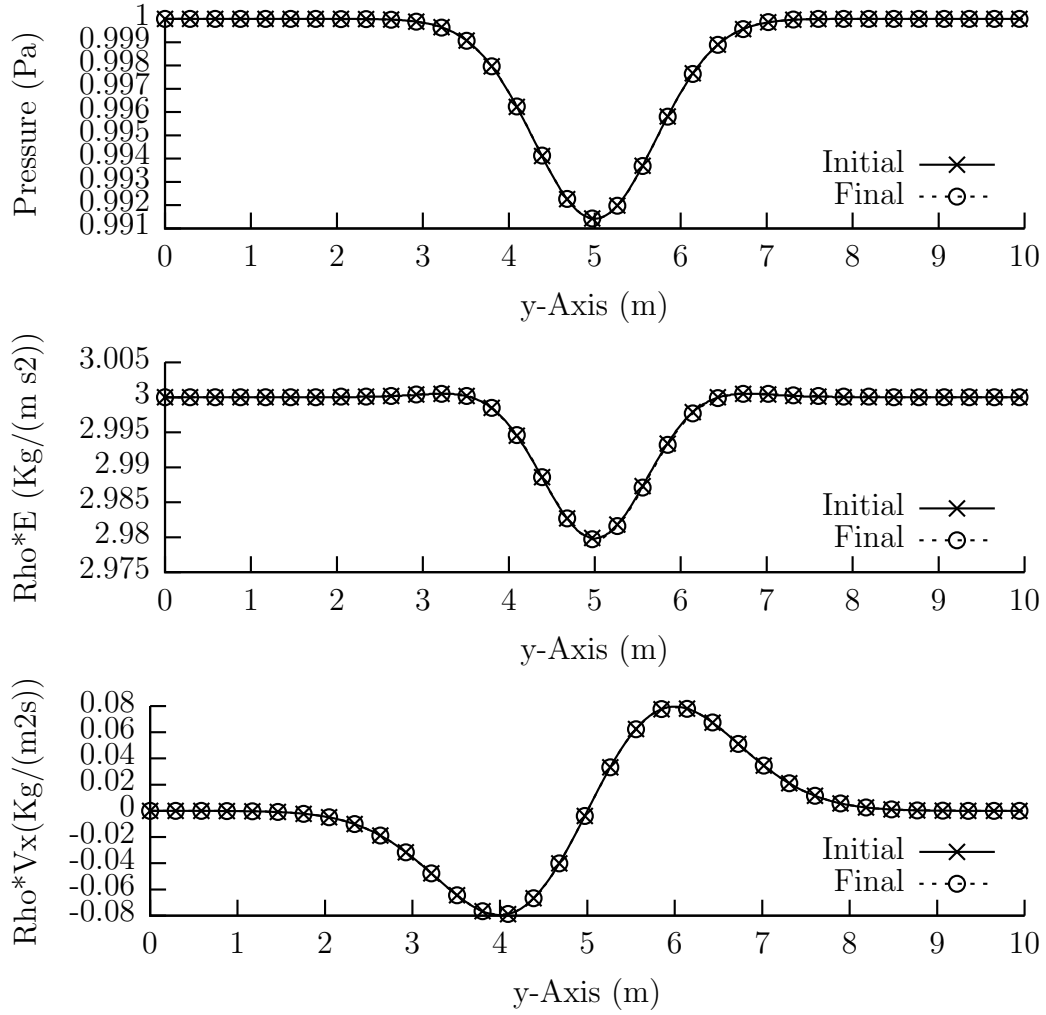 1
0.999
0.998
0.997
0.996
0.995
0.994
0.993
0.992
0.991
Pressure (Pa)
Initial
Final
0 1 2 3 4 5 6 7 8 9 10
y-Axis (m)
3.005
3
2.995
2.99
2.985
2.98
2.975
Rho*E (Kg/(m s2))
Initial
Final
0 1 2 3 4 5 6 7 8 9 10
y-Axis (m)
0.08
0.06
0.04
0.02
0
-0.02
-0.04
-0.06
-0.08
Rho*Vx(Kg/(m2s))
Initial
Final
0 1 2 3 4 5 6 7 8 9 10
y-Axis (m)